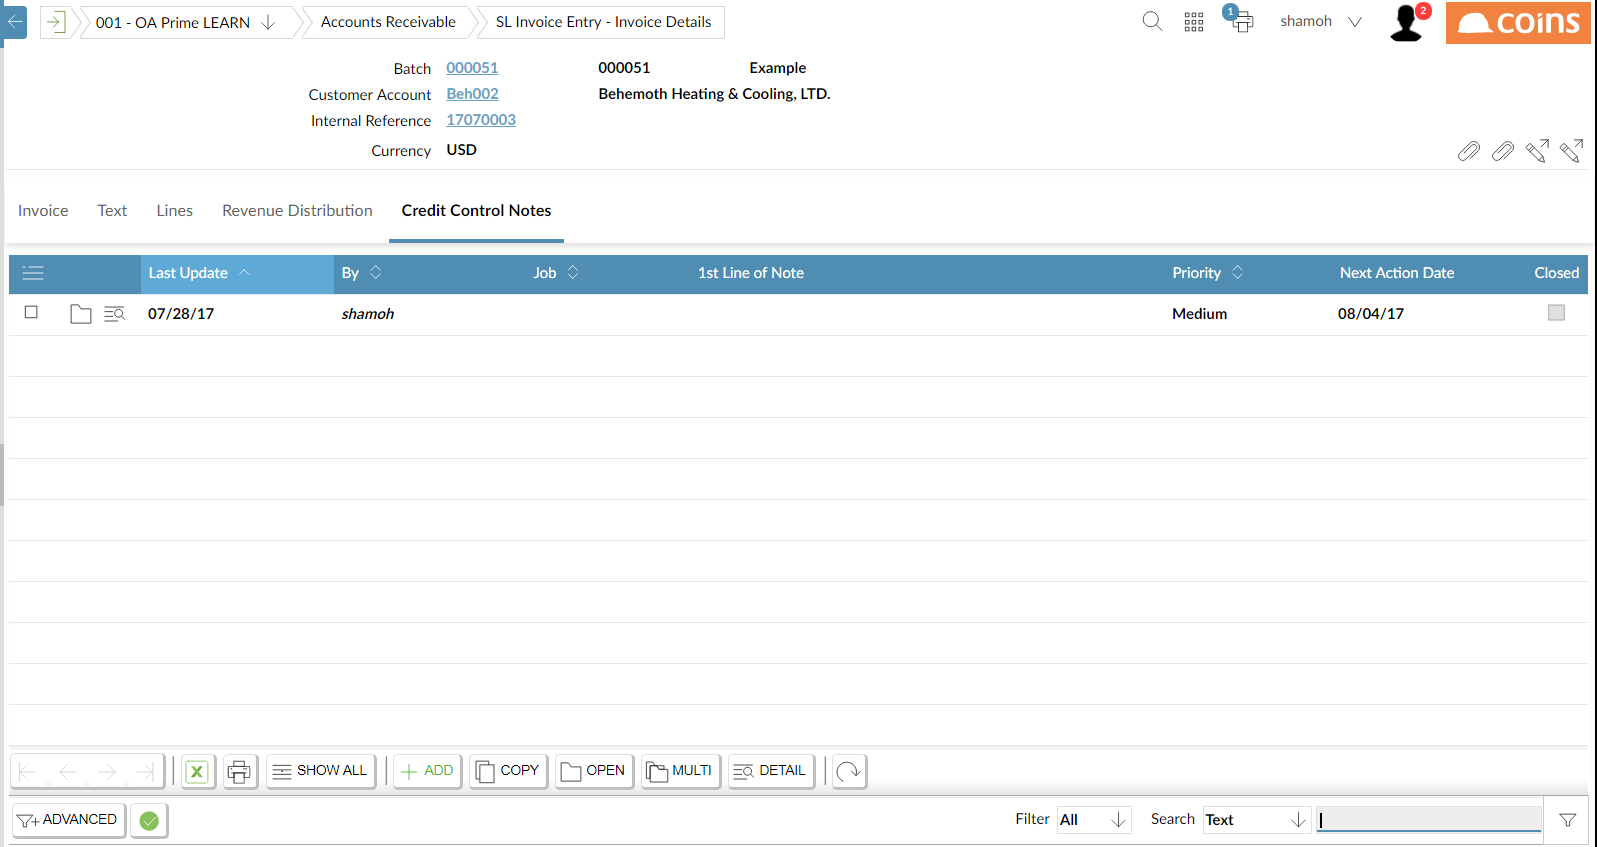 001 - OA Prime LEARN Accounts Receivable SL Invoice Entry - Invoice Details 1 shamoh 2 coins
Batch 000051 000051 Example
Customer Account Beh002 Behemoth Heating & Cooling, LTD.
Internal Reference 17070003
Currency USD
Invoice Text Lines Revenue Distribution Credit Control Notes
Last Update By Job 1st Line of Note Priority Next Action Date Closed
07/28/17 shamoh Medium 08/04/17
X SHOW ALL ADD COPY OPEN MULTI DETAIL
ADVANCED Filter All Search Text